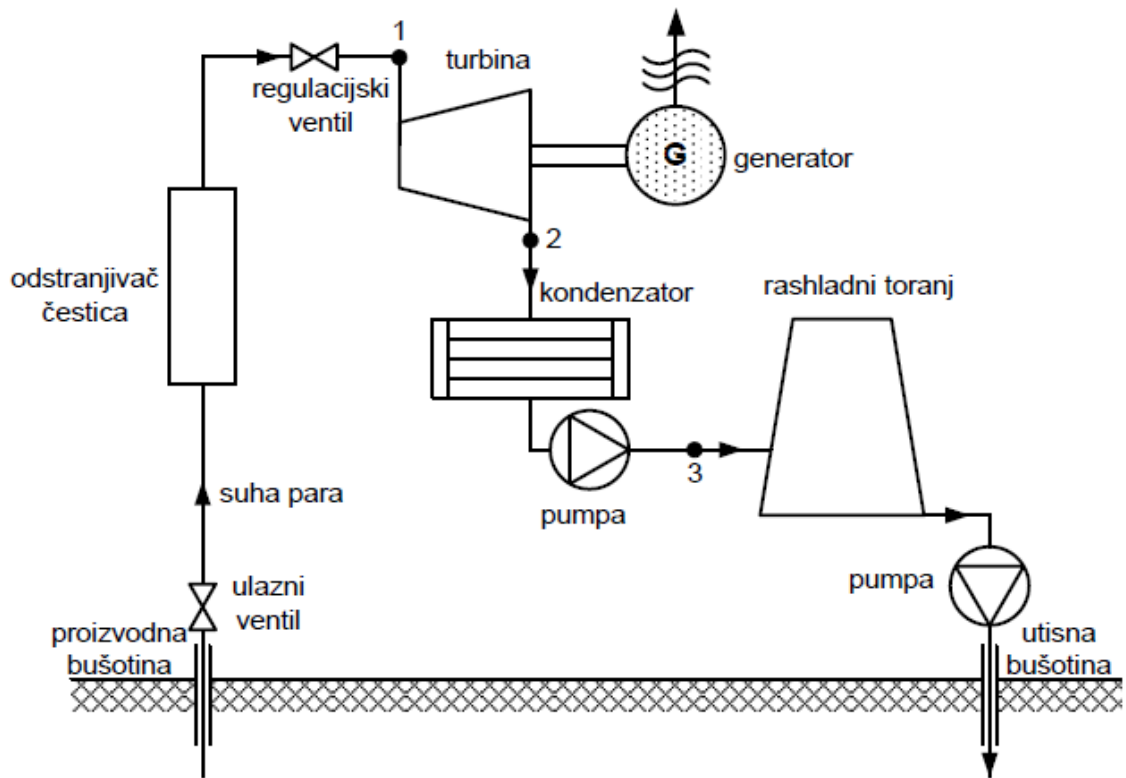 1
turbina
regulacijski
ventil
G
generator
2
odstranjivač
čestica
kondenzator
rashladni toranj
3
suha para
pumpa
ulazni
ventil
pumpa
proizvodna
bušotina
utisna
bušotina